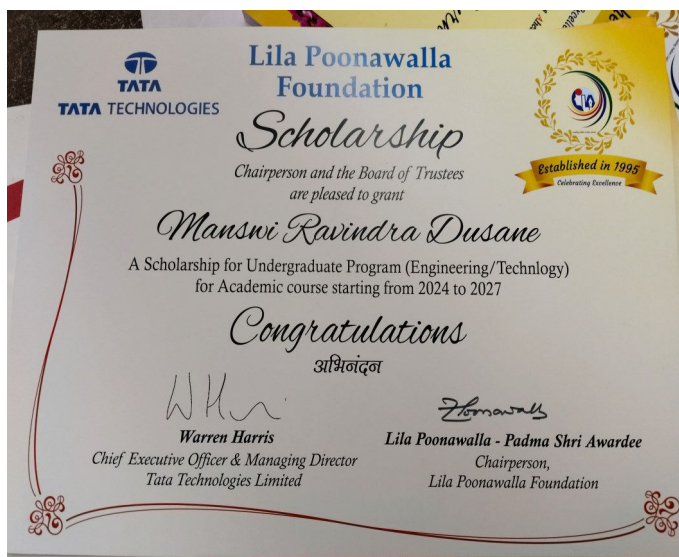 TATA
TATA TECHNOLOGIES
Lila Poonawalla
Foundation
Established in 1995
Celebrating Excellence
Scholarship
Chairperson and the Board of Trustees
are pleased to grant
Manswi Ravindra Dusane
A Scholarship for Undergraduate Program (Engineering/Technlogy)
for Academic course starting from 2024 to 2027
Congratulations
अभिनंदन
Warren Harris
Chief Executive Officer & Managing Director
Tata Technologies Limited
Lila Poonawalla - Padma Shri Awardee
Chairperson,
Lila Poonawalla Foundation